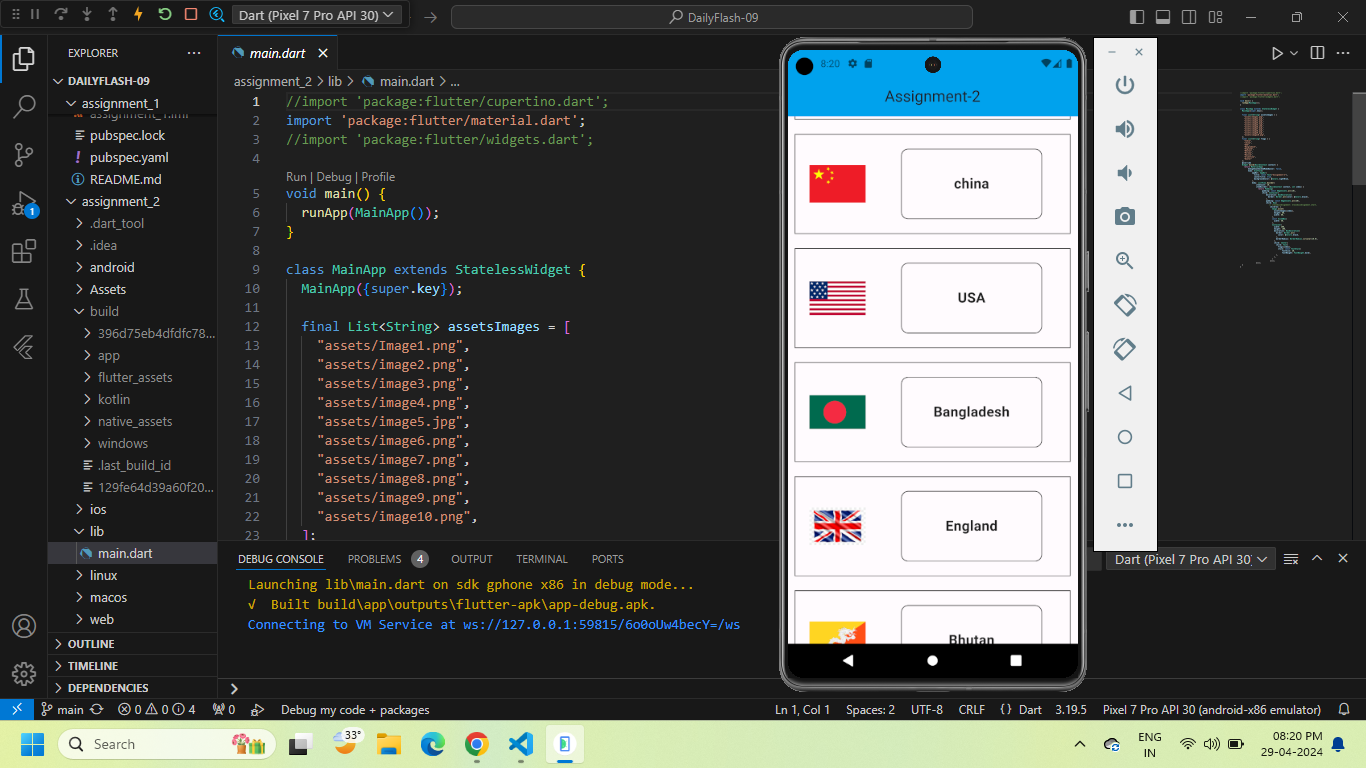 Dart (Pixel 7 Pro API 30)
DailyFlash-09
EXPLORER
DAILYFLASH-09
assignment_1
assignment_1.iml
pubspec.lock
pubspec.yaml
README.md
assignment_2
.dart_tool
.idea
android
Assets
build
396d75eb4dfdfc78...
app
flutter_assets
kotlin
native_assets
windows
.last_build_id
129fe64d39a60f20...
ios
lib
main.dart
linux
macos
web
OUTLINE
TIMELINE
DEPENDENCIES
1
main.dart
assignment_2 > lib > main.dart > ...
1 //import 'package:flutter/cupertino.dart';
2 import 'package:flutter/material.dart';
3 //import 'package:flutter/widgets.dart';
4
Run | Debug | Profile
5 void main() {
6 runApp(MainApp());
7 }
8
9 class MainApp extends StatelessWidget {
10 MainApp({super.key});
11
12 final List<String> assetsImages = [
13 "assets/Image1.png",
14 "assets/image2.png",
15 "assets/image3.png",
16 "assets/image4.png",
17 "assets/image5.jpg",
18 "assets/image6.png",
19 "assets/image7.png",
20 "assets/image8.png",
21 "assets/image9.png",
22 "assets/image10.png",
23 ];
8:20
Assignment-2
china
USA
Bangladesh
England
Bhutan
DEBUG CONSOLE PROBLEMS 4 OUTPUT TERMINAL PORTS
Dart (Pixel 7 Pro API 30)
Launching lib\main.dart on sdk gphone x86 in debug mode...
√ Built build\app\outputs\flutter-apk\app-debug.apk.
Connecting to VM Service at ws://127.0.0.1:59815/6o0oUw4becY=/ws
main 0 0 4 0 Debug my code + packages
Ln 1, Col 1 Spaces: 2 UTF-8 CRLF {} Dart 3.19.5 Pixel 7 Pro API 30 (android-x86 emulator)
Search
33°
ENG
IN
08:20 PM
29-04-2024